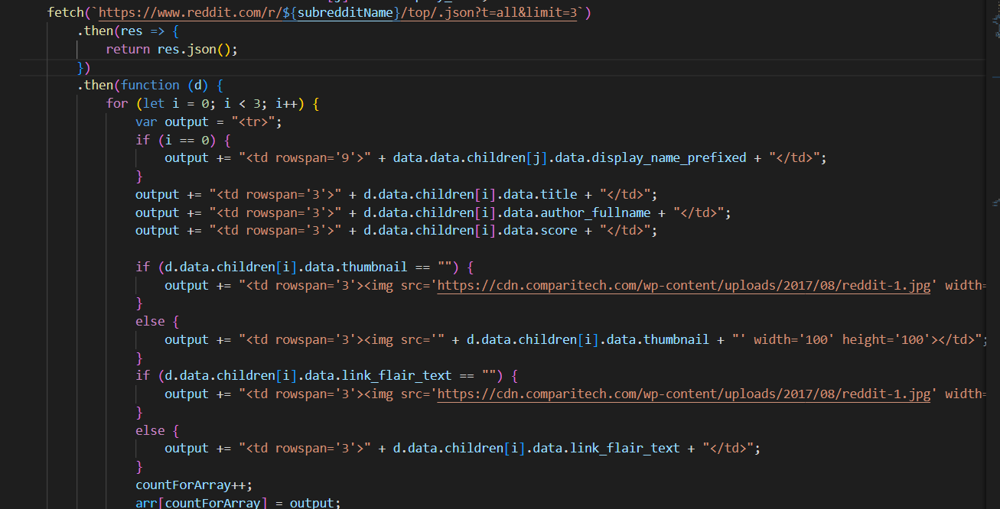 fetch(`https://www.reddit.com/r/${subredditName}/top/.json?t=all&limit=3`)
.then(res => {
return res.json();
})
.then(function (d) {
for (let i = 0; i < 3; i++) {
var output = "<tr>";
if (i == 0) {
output += "<td rowspan='9'>" + data.data.children[j].data.display_name_prefixed + "</td>";
}
output += "<td rowspan='3'>" + d.data.children[i].data.title + "</td>";
output += "<td rowspan='3'>" + d.data.children[i].data.author_fullname + "</td>";
output += "<td rowspan='3'>" + d.data.children[i].data.score + "</td>";
if (d.data.children[i].data.thumbnail == "") {
output += "<td rowspan='3'><img src='https://cdn.comparitech.com/wp-content/uploads/2017/08/reddit-1.jpg' width=
}
else {
output += "<td rowspan='3'><img src='" + d.data.children[i].data.thumbnail + "' width='100' height='100'></td>";
}
if (d.data.children[i].data.link_flair_text == "") {
output += "<td rowspan='3'><img src='https://cdn.comparitech.com/wp-content/uploads/2017/08/reddit-1.jpg' width=
}
else {
output += "<td rowspan='3'>" + d.data.children[i].data.link_flair_text + "</td>";
}
countForArray++;
arr[countForArray] = output;